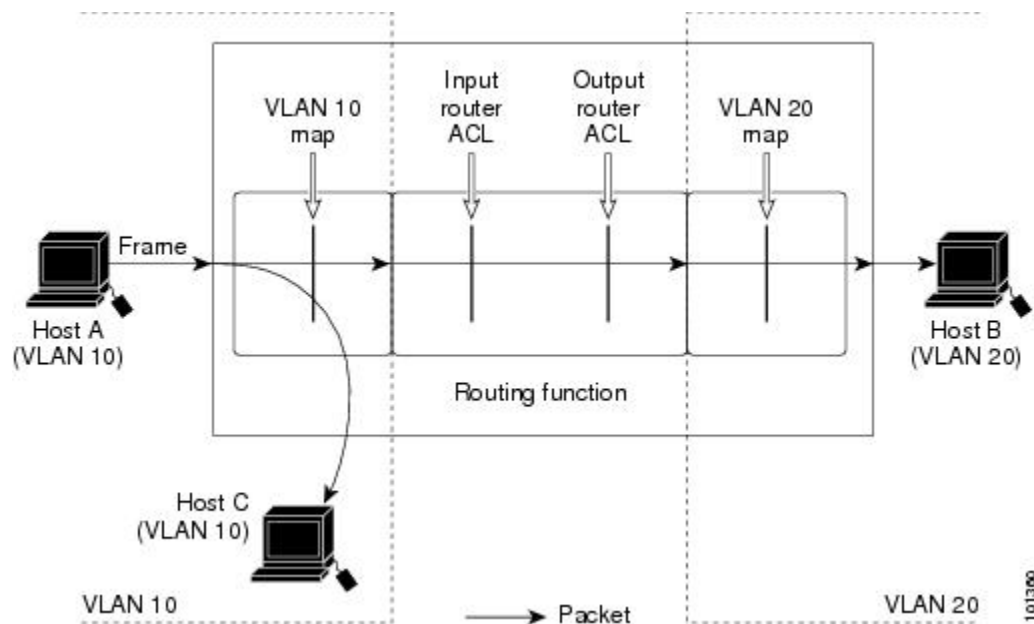 VLAN 10
map
Input
router
ACL
Output
router
ACL
VLAN 20
map
Frame
Host A
(VLAN 10)
Host B
(VLAN 20)
Routing function
Host C
(VLAN 10)
VLAN 10
Packet
VLAN 20
101360